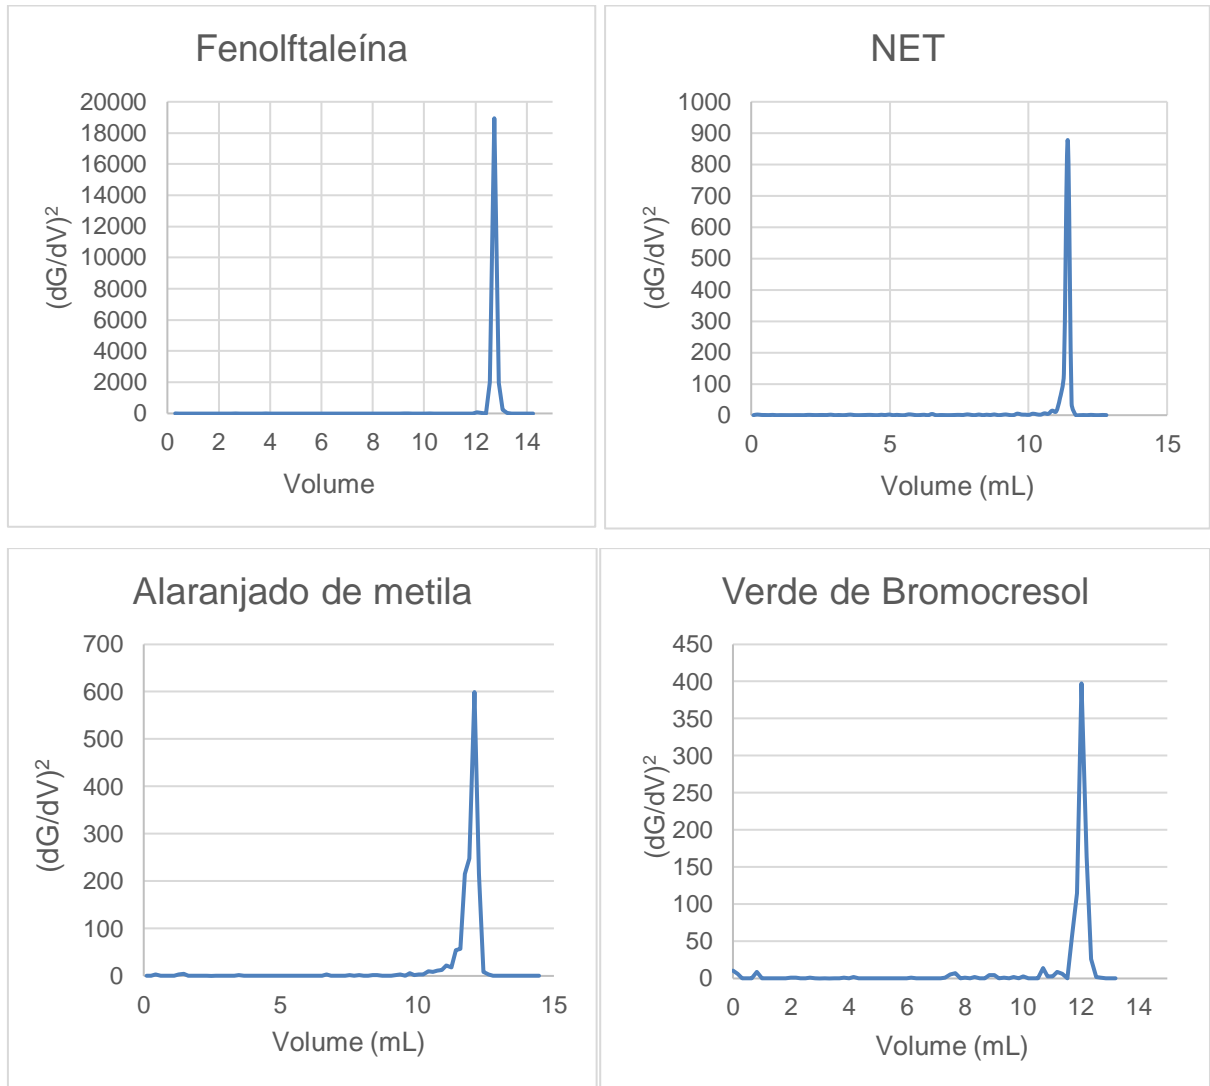 Fenolftaleína
20000
18000
16000
14000
12000
10000
8000
6000
4000
2000
0
(dG/dV)²
0 2 4 6 8 10 12 14
Volume
NET
1000
900
800
700
600
500
400
300
200
100
0
(dG/dV)²
0 5 10 15
Volume (mL)
Alaranjado de metila
700
600
500
400
300
200
100
0
(dG/dV)²
0 5 10 15
Volume (mL)
Verde de Bromocresol
450
400
350
300
250
200
150
100
50
0
(dG/dV)²
0 2 4 6 8 10 12 14
Volume (mL)